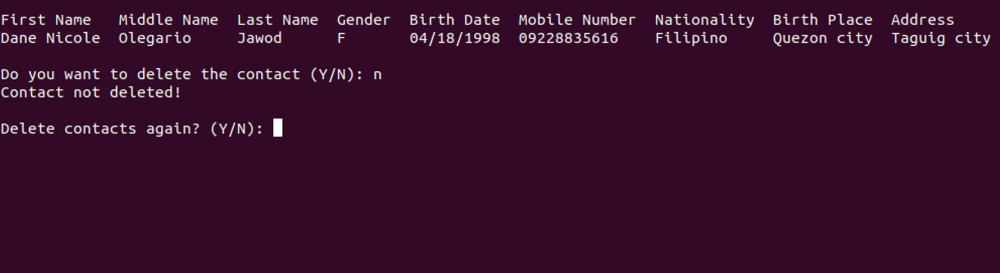 First Name   Middle Name  Last Name  Gender  Birth Date  Mobile Number  Nationality  Birth Place  Address
Dane Nicole  Olegario     Jawod      F       04/18/1998  09228835616    Filipino     Quezon city  Taguig city
Do you want to delete the contact (Y/N): n
Contact not deleted!
Delete contacts again? (Y/N):